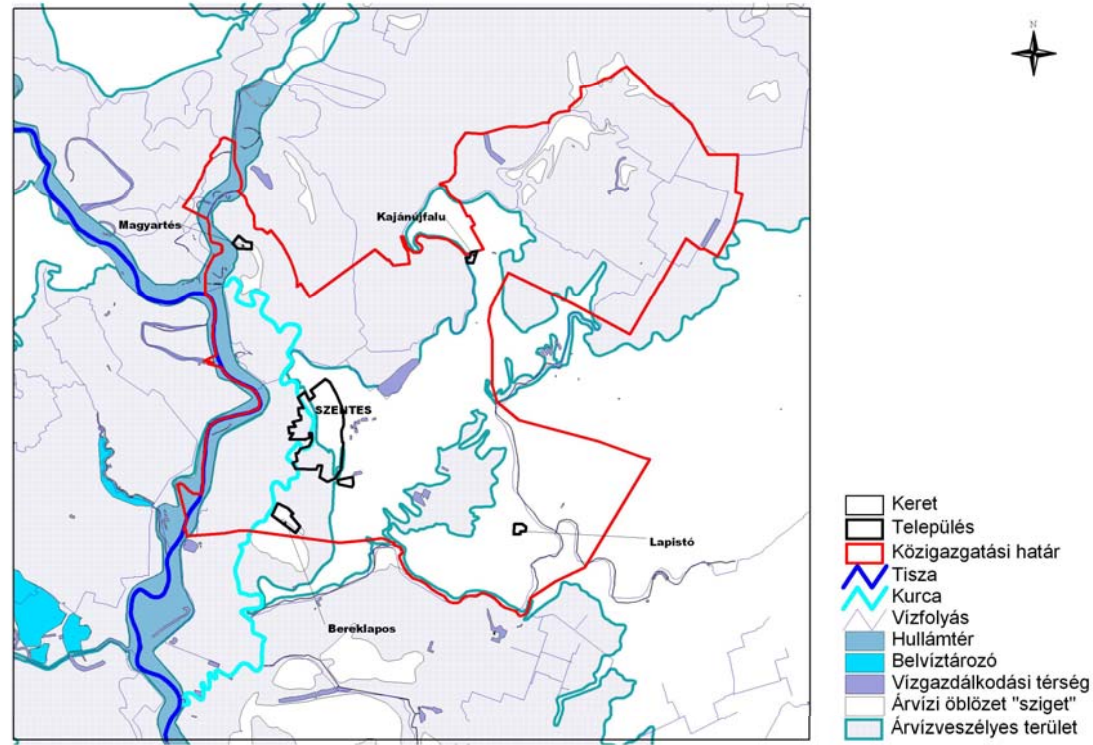 N
Magyartés
Kajánújfalu
SZENTES
Lapistó
Bereklapos
Keret
Település
Közigazgatási határ
Tisza
Kurca
Vízfolyás
Hullámtér
Belvíztározó
Vízgazdálkodási térség
Árvízi öblözet "sziget"
Árvízveszélyes terület